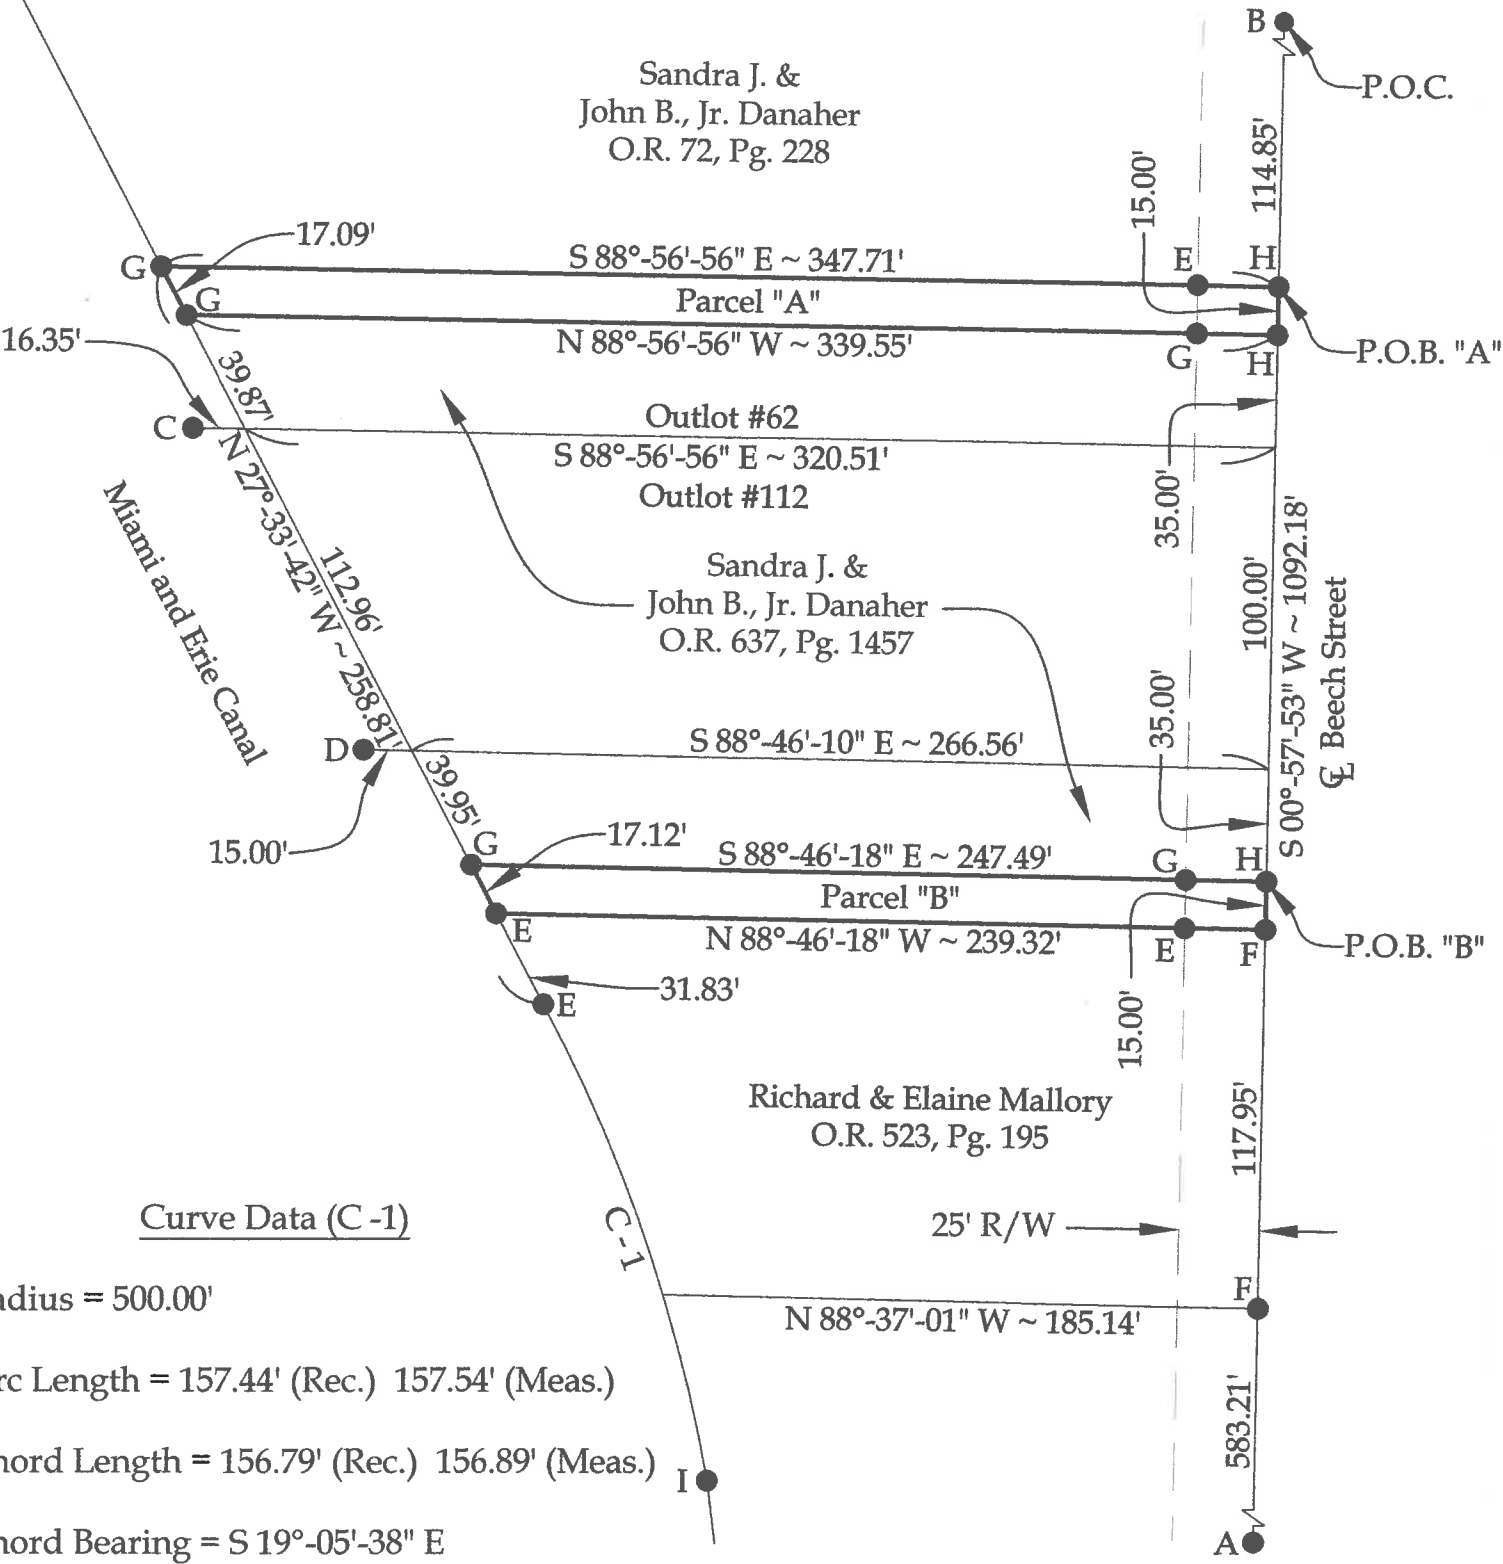 B
P.O.C.
Sandra J. &
John B., Jr. Danaher
O.R. 72, Pg. 228
114.85'
15.00'
17.09'
G
S 88°-56'-56" E ~ 347.71'
E
H
Parcel "A"
G
N 88°-56'-56" W ~ 339.55'
G
H
P.O.B. "A"
16.35'
39.87'
C
Outlot #62
S 88°-56'-56" E ~ 320.51'
Outlot #112
35.00'
N 27°-33'-42" W ~ 258.81'
112.96'
Miami and Erie Canal
Sandra J. &
John B., Jr. Danaher
O.R. 637, Pg. 1457
100.00'
S 00°-57'-53" W ~ 1092.18'
℄ Beech Street
35.00'
D
S 88°-46'-10" E ~ 266.56'
15.00'
39.95'
G
17.12'
S 88°-46'-18" E ~ 247.49'
G
H
Parcel "B"
E
N 88°-46'-18" W ~ 239.32'
E
F
P.O.B. "B"
15.00'
31.83'
E
Richard & Elaine Mallory
O.R. 523, Pg. 195
117.95'
25' R/W
C-1
F
N 88°-37'-01" W ~ 185.14'
583.21'
I
A
Curve Data (C -1)
adius = 500.00'
rc Length = 157.44' (Rec.) 157.54' (Meas.)
hord Length = 156.79' (Rec.) 156.89' (Meas.)
hord Bearing = S 19°-05'-38" E